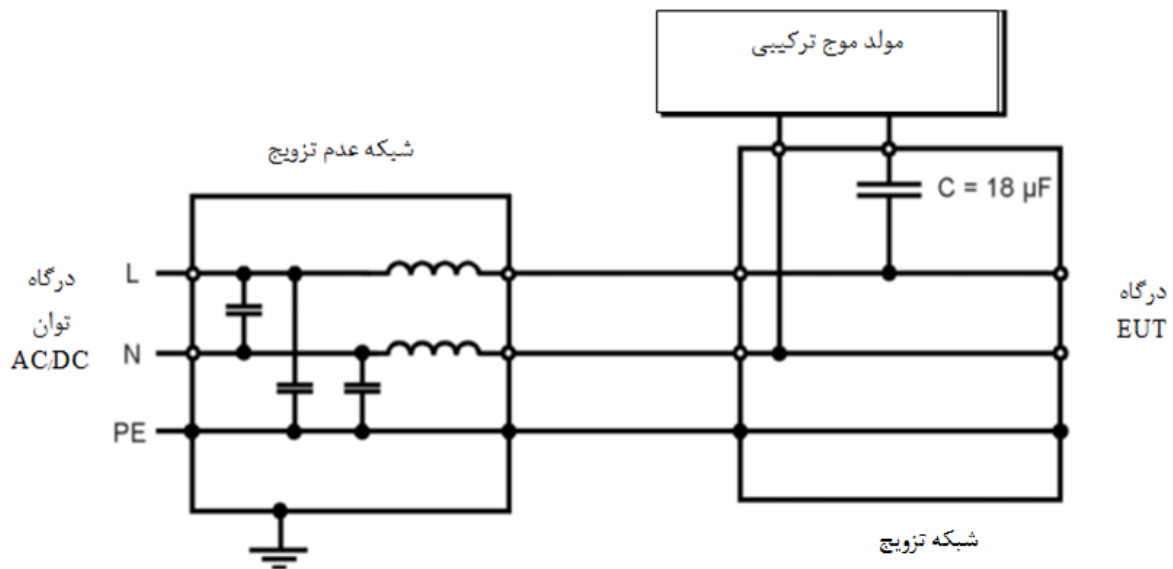 مولد موج ترکیبی
شبکه عدم تزویج
C = 18 µF
L
درگاه
توان
AC/DC
N
PE
درگاه
EUT
شبکه تزویج